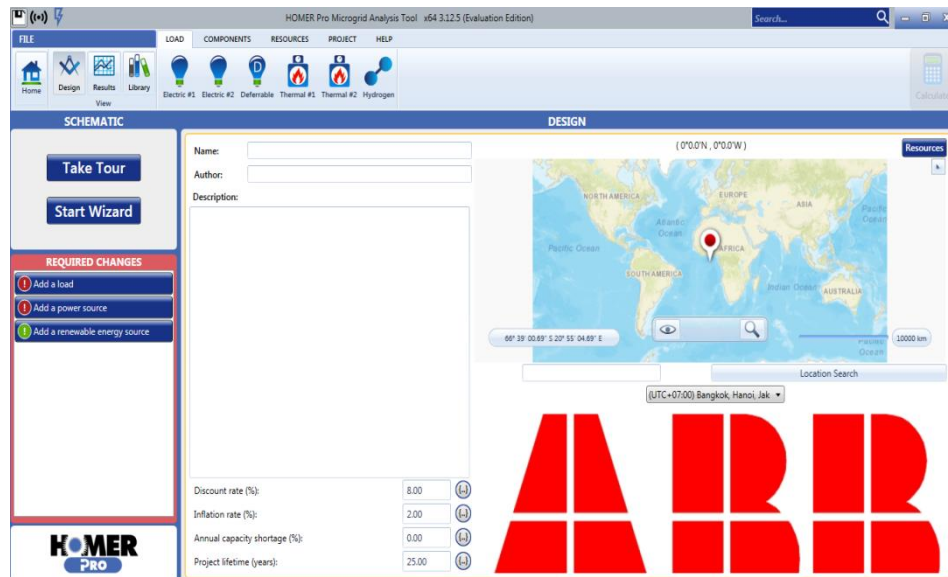 HOMER Pro Microgrid Analysis Tool x64 3.12.5 (Evaluation Edition)
Search...
FILE
LOAD COMPONENTS RESOURCES PROJECT HELP
Home
Design Results Library
View
Electric #1 Electric #2 Deferrable Thermal #1 Thermal #2 Hydrogen
D
Calculate
SCHEMATIC
DESIGN
Take Tour
Start Wizard
REQUIRED CHANGES
Add a load
Add a power source
Add a renewable energy source
HOMER
PRO
Name:
Author:
Description:
Discount rate (%): 8.00
Inflation rate (%): 2.00
Annual capacity shortage (%): 0.00
Project lifetime (years): 25.00
(0°0.0'N , 0°0.0'W )
Resources
NORTH AMERICA
EUROPE
ASIA
Atlantic
Ocean
Pacific
Ocean
Pacific Ocean
AFRICA
SOUTH AMERICA
Indian Ocean
AUSTRALIA
66° 39' 00.69" S 20° 55' 04.69" E
10000 km
Ocean
Location Search
(UTC+07:00) Bangkok, Hanoi, Jak
ABB